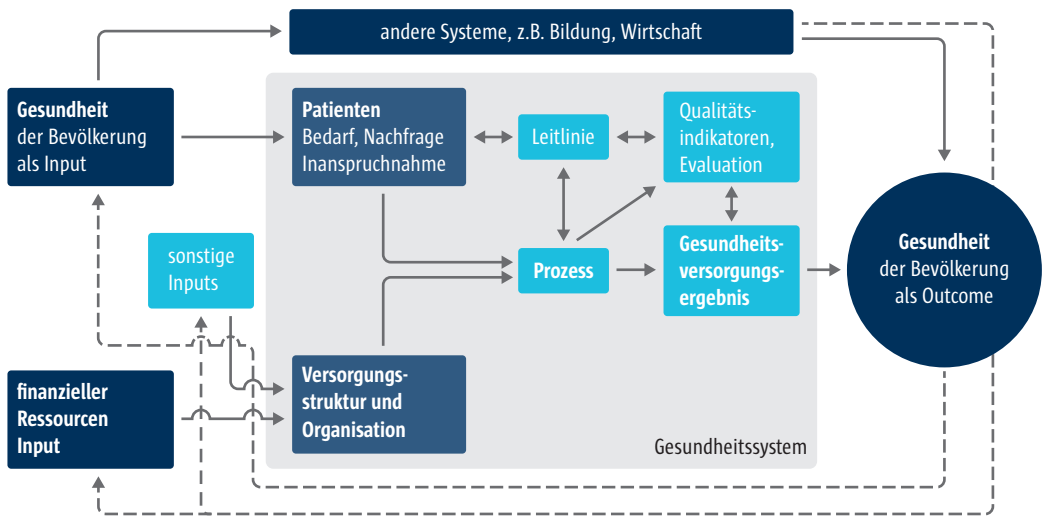 andere Systeme, z.B. Bildung, Wirtschaft
Gesundheit
der Bevölkerung
als Input
Patienten
Bedarf, Nachfrage
Inanspruchnahme
Leitlinie
Qualitäts-
indikatoren,
Evaluation
sonstige
Inputs
Prozess
Gesundheits-
versorgungs-
ergebnis
Gesundheit
der Bevölkerung
als Outcome
finanzieller
Ressourcen
Input
Versorgungs-
struktur und
Organisation
Gesundheitssystem